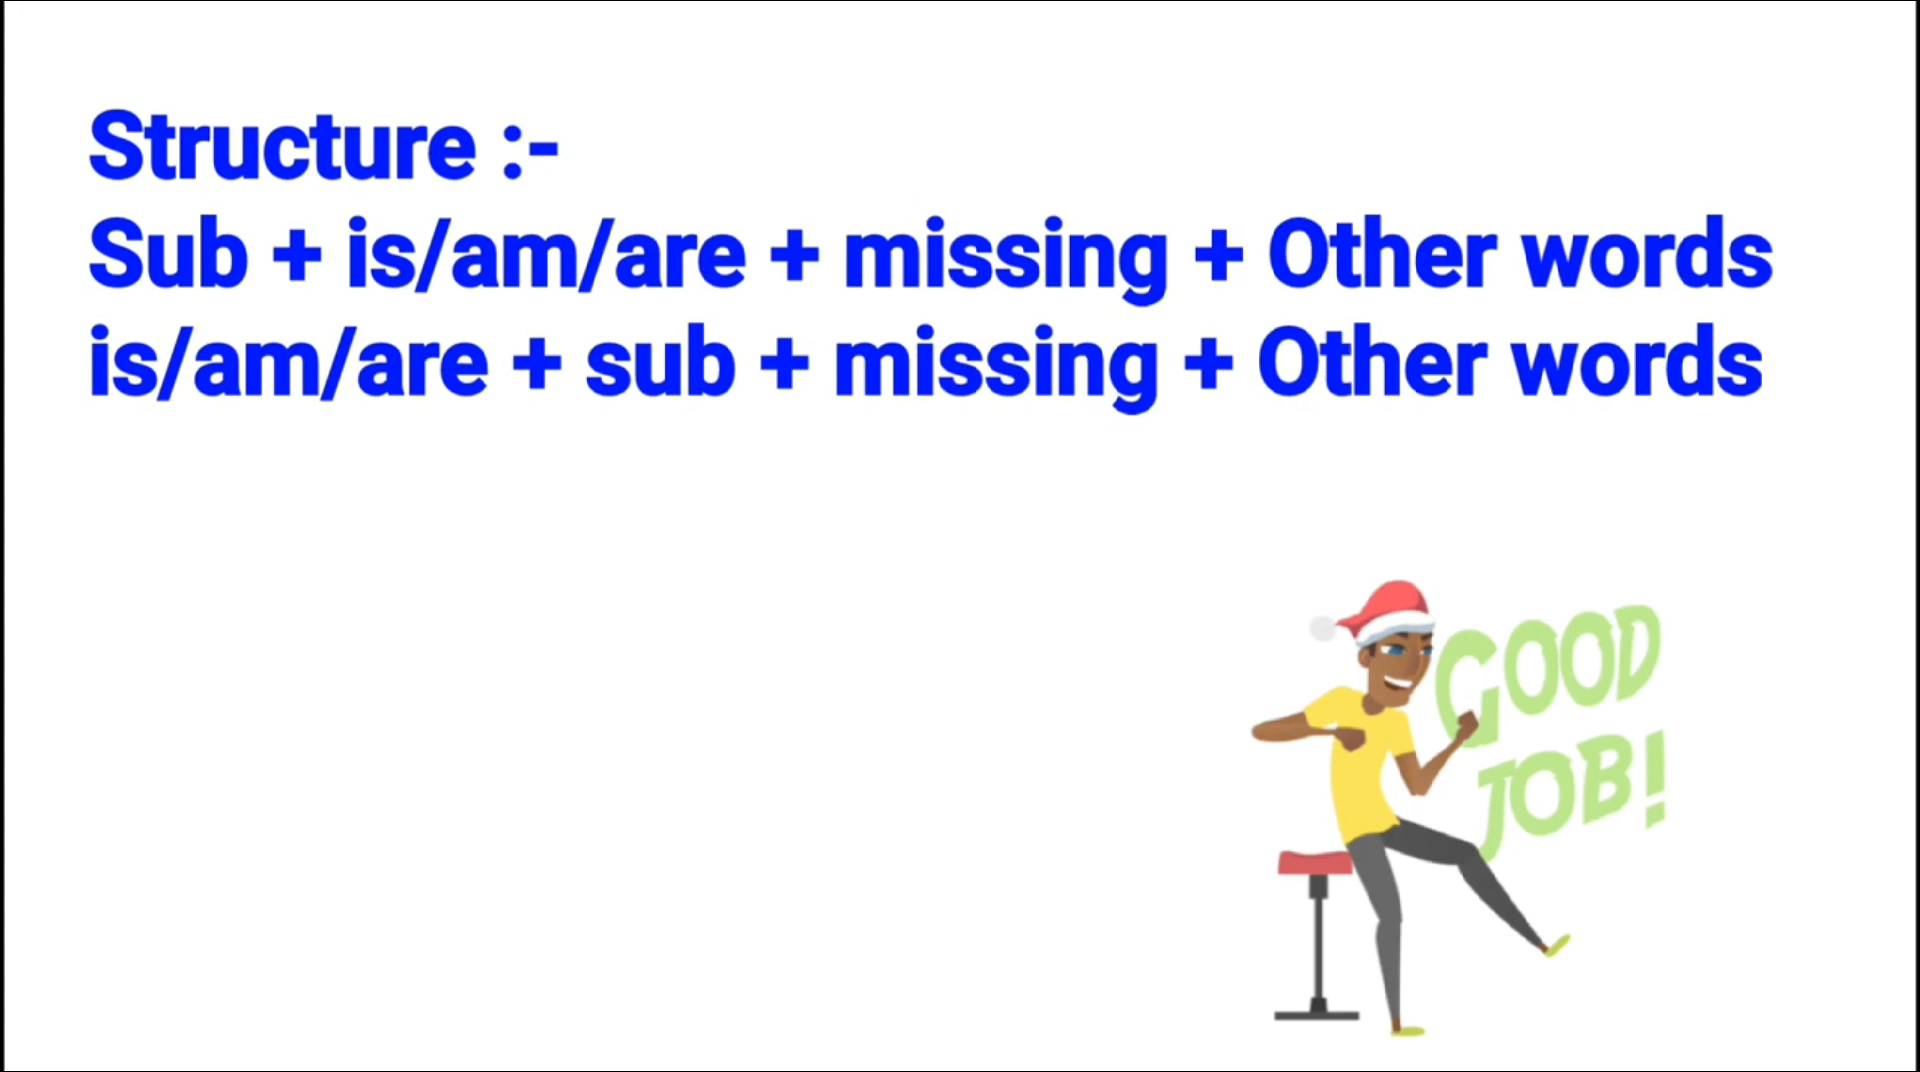 Structure :-
Sub + is/am/are + missing + Other words
is/am/are + sub + missing + Other words
GOOD
JOB!